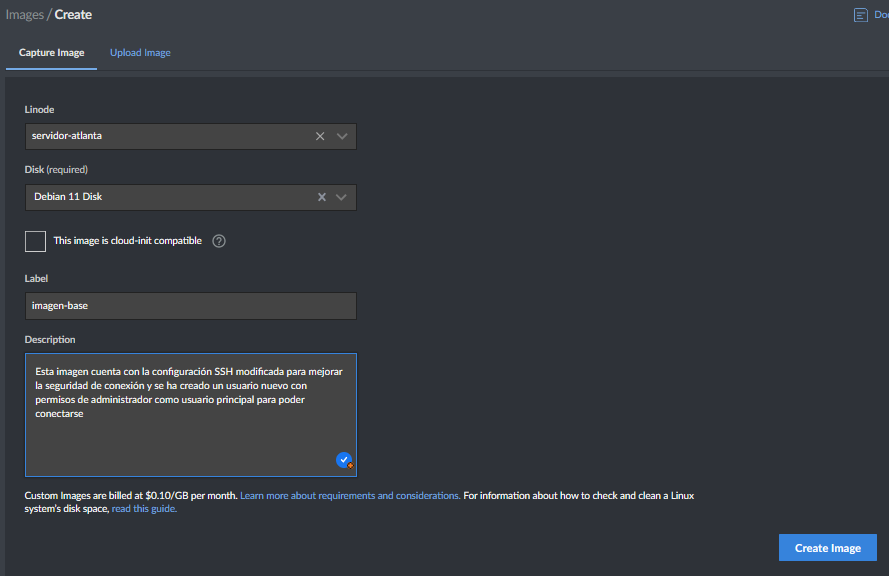 Images / Create
Capture Image
Upload Image
Linode
servidor-atlanta
Disk (required)
Debian 11 Disk
This image is cloud-init compatible
Label
imagen-base
Description
Esta imagen cuenta con la configuración SSH modificada para mejorar
la seguridad de conexión y se ha creado un usuario nuevo con
permisos de administrador como usuario principal para poder
conectarse
Custom Images are billed at $0.10/GB per month. Learn more about requirements and considerations. For information about how to check and clean a Linux
system's disk space, read this guide.
Create Image